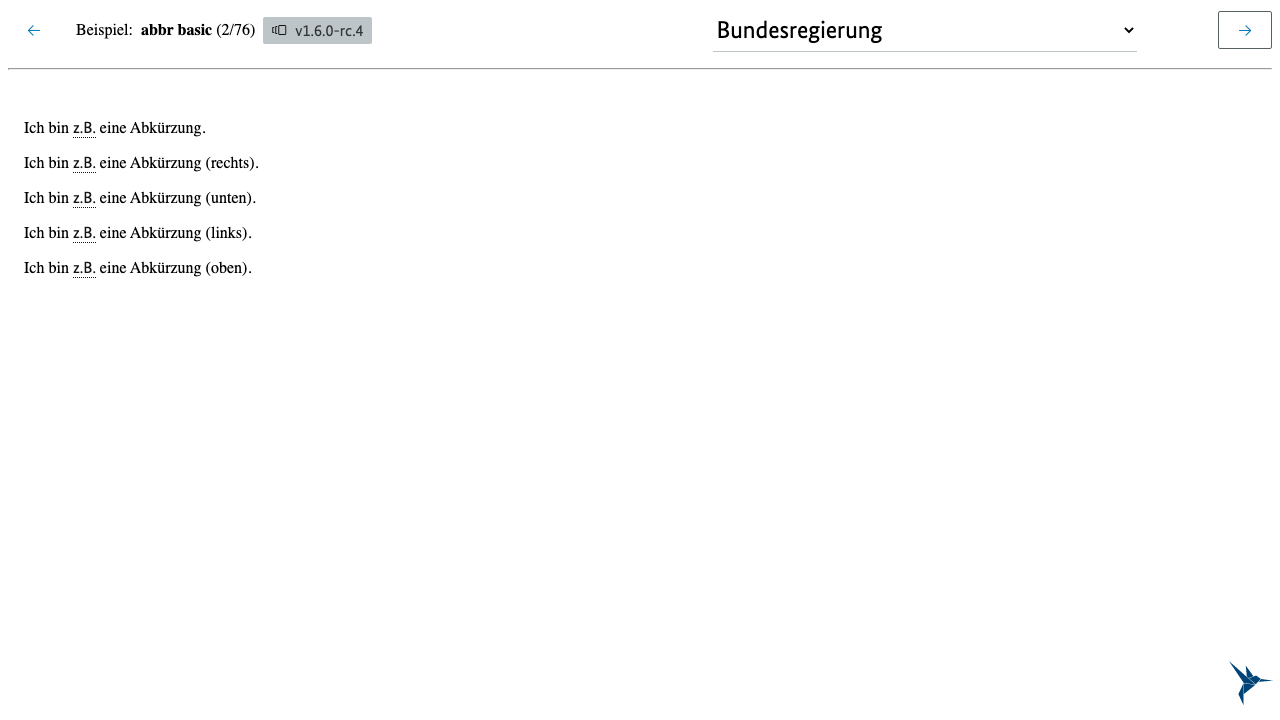 ← Beispiel: abbr basic (2/76) v1.6.0-rc.4 Bundesregierung →
Ich bin z.B. eine Abkürzung.
Ich bin z.B. eine Abkürzung (rechts).
Ich bin z.B. eine Abkürzung (unten).
Ich bin z.B. eine Abkürzung (links).
Ich bin z.B. eine Abkürzung (oben).